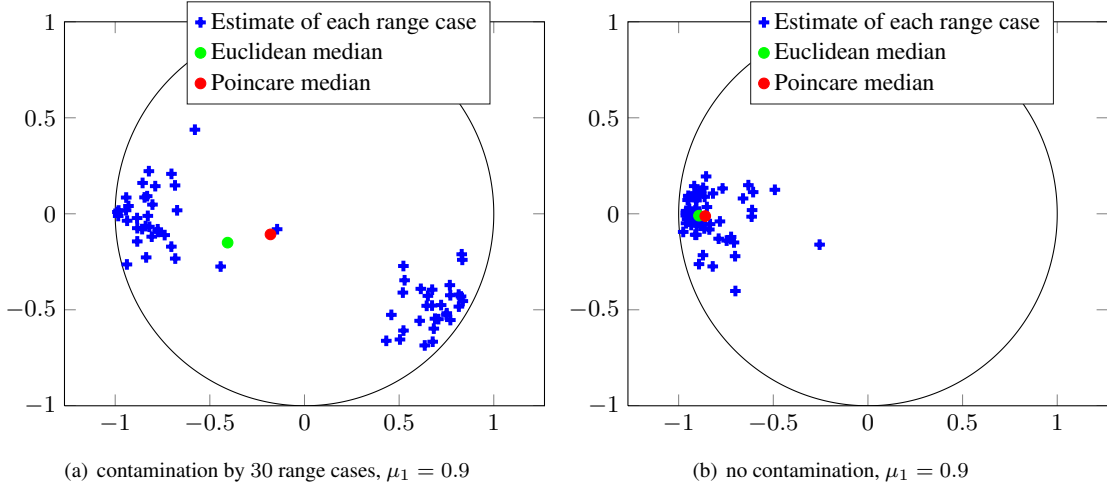 Estimate of each range case
Euclidean median
Poincare median
1
0.5
0
−0.5
−1
−1
−0.5
0
0.5
1
(a) contamination by 30 range cases, μ₁ = 0.9
Estimate of each range case
Euclidean median
Poincare median
1
0.5
0
−0.5
−1
−1
−0.5
0
0.5
1
(b) no contamination, μ₁ = 0.9